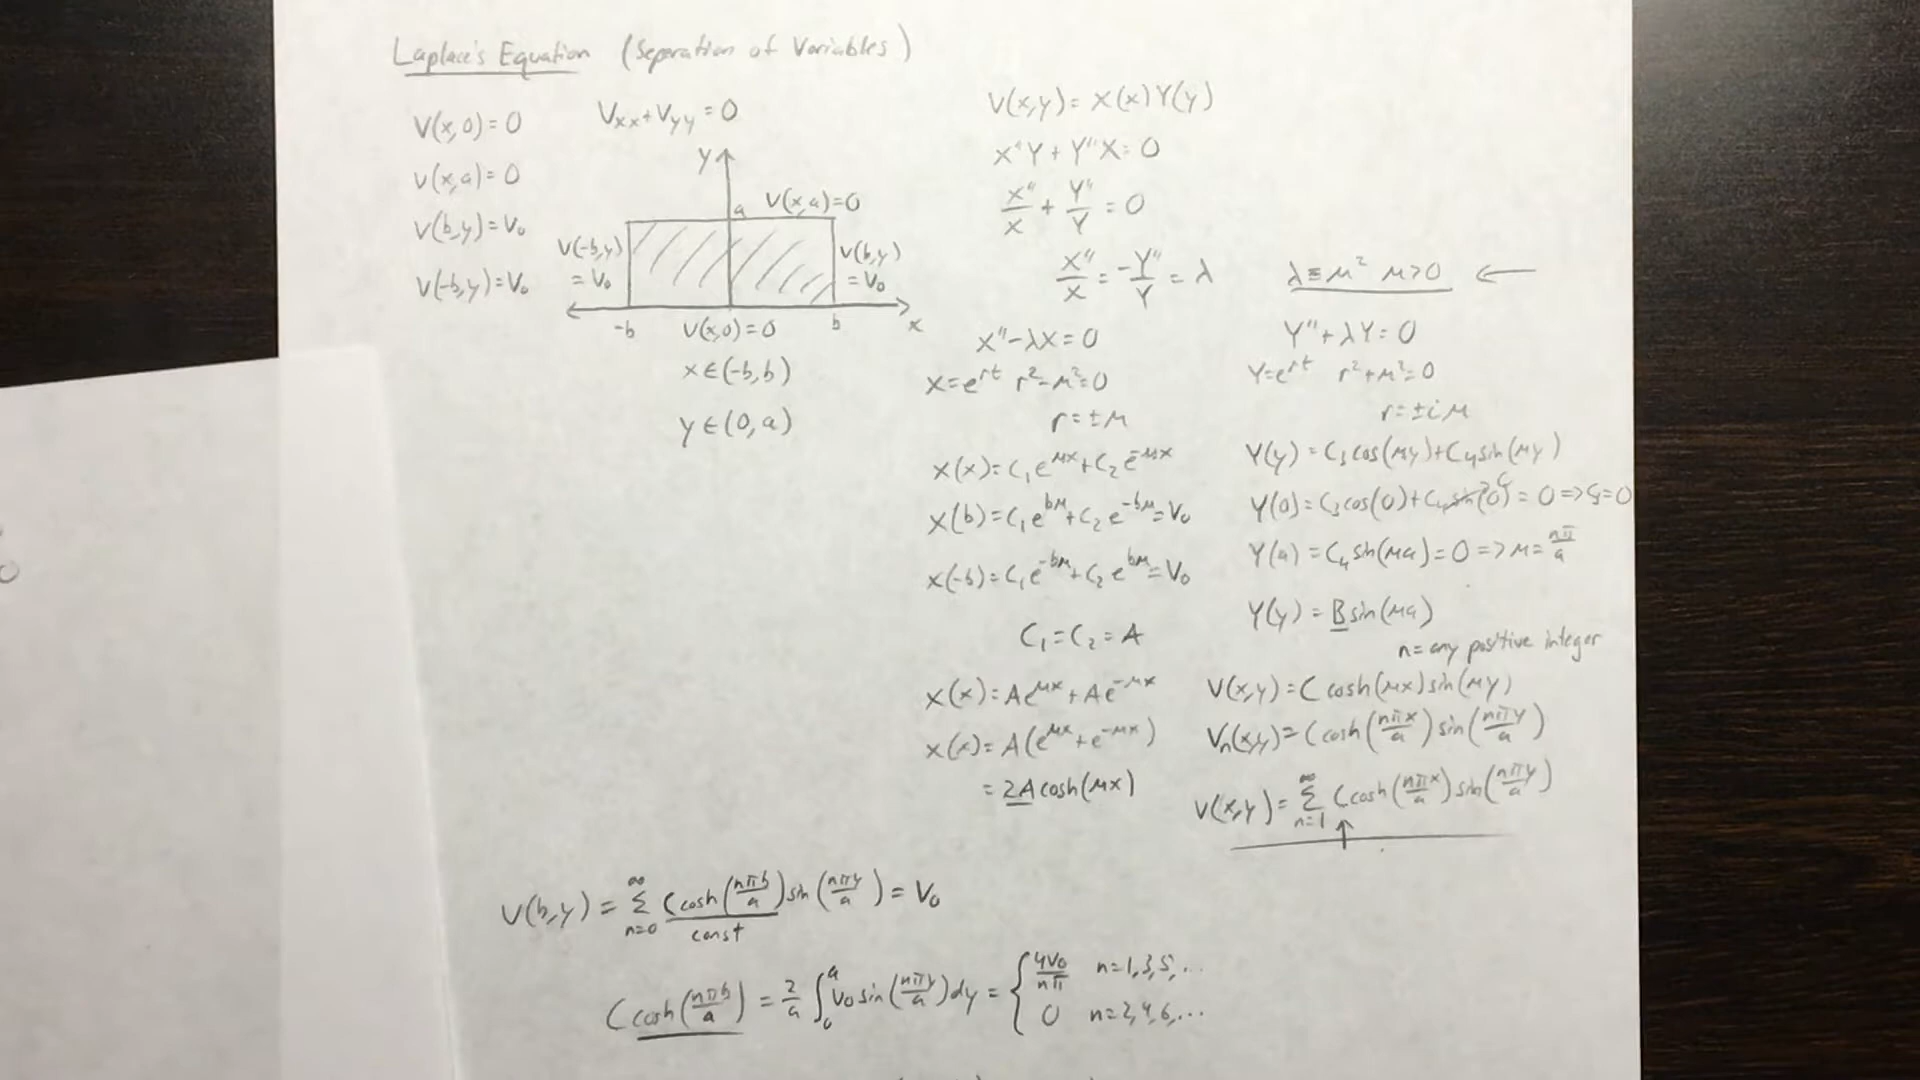 Laplace's Equation (Seperation of Variables)
V(x,0)=0
V(x,a)=0
V(b,y)=V₀
V(-b,y)=V₀
Vxx+Vyy=0
y
a V(x,a)=0
V(-b,y)
=V₀
V(b,y)
=V₀
-b V(x,0)=0 b x
x∈(-b,b)
y∈(0,a)
V(x,y)=X(x)Y(y)
X"Y+Y"X=0
X"/X + Y"/Y = 0
X"/X = -Y"/Y = λ
λ≡μ² μ>0 ←
X"-λX=0
X=e^rt r²-μ²=0
r=±μ
X(x)=C₁e^μx+C₂e^-μx
X(b)=C₁e^bμ+C₂e^-bμ=V₀
X(-b)=C₁e^-bμ+C₂e^bμ=V₀
C₁=C₂=A
X(x)=Ae^μx+Ae^-μx
X(x)=A(e^μx+e^-μx)
=2Acosh(μx)
Y"+λY=0
Y=e^rt r²+μ²=0
r=±iμ
Y(y)=C₃cos(μy)+C₄sin(μy)
Y(0)=C₃cos(0)+C₄sin(0)=0=>C₃=0
Y(a)=C₄sin(μa)=0=>μ=nπ/a
Y(y)=Bsin(μa)
n=any positive integer
V(x,y)=C cosh(μx)sin(μy)
Vn(x,y)=C cosh(nπx/a) sin(nπy/a)
V(x,y)=∑ n=1 ∞ C cosh(nπx/a) sin(nπy/a)
↑
V(b,y)=∑ n=0 ∞ C cosh(nπb/a) sin(nπy/a)=V₀
const
C cosh(nπb/a) = 2/a ∫₀^a V₀ sin(nπy/a)dy = { 4V₀/nπ n=1,3,5,...
0 n=2,4,6,...